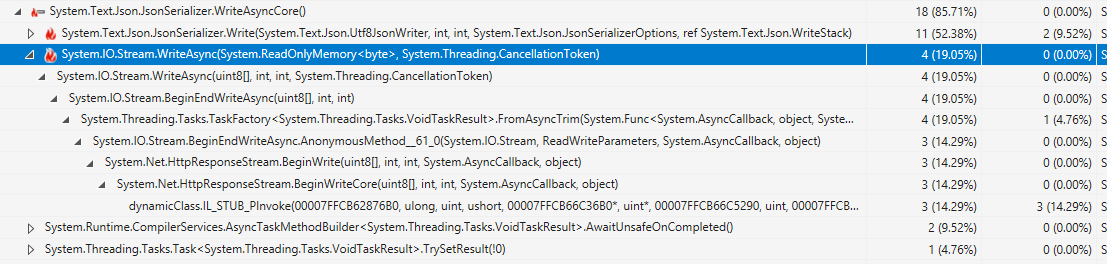 System.Text.Json.JsonSerializer.WriteAsyncCore() 18 (85.71%) 0 (0.00%) S
System.Text.Json.JsonSerializer.Write(System.Text.Json.Utf8JsonWriter, int, int, System.Text.Json.JsonSerializerOptions, ref System.Text.Json.WriteStack) 11 (52.38%) 2 (9.52%) S
System.IO.Stream.WriteAsync(System.ReadOnlyMemory<byte>, System.Threading.CancellationToken) 4 (19.05%) 0 (0.00%) S
System.IO.Stream.WriteAsync(uint8[], int, int, System.Threading.CancellationToken) 4 (19.05%) 0 (0.00%) S
System.IO.Stream.BeginEndWriteAsync(uint8[], int, int) 4 (19.05%) 0 (0.00%) S
System.Threading.Tasks.TaskFactory<System.Threading.Tasks.VoidTaskResult>.FromAsyncTrim(System.Func<System.AsyncCallback, object, Syste... 4 (19.05%) 1 (4.76%) S
System.IO.Stream.BeginEndWriteAsync.AnonymousMethod__61_0(System.IO.Stream, ReadWriteParameters, System.AsyncCallback, object) 3 (14.29%) 0 (0.00%) S
System.Net.HttpResponseStream.BeginWrite(uint8[], int, int, System.AsyncCallback, object) 3 (14.29%) 0 (0.00%) S
System.Net.HttpResponseStream.BeginWriteCore(uint8[], int, int, System.AsyncCallback, object) 3 (14.29%) 0 (0.00%) S
dynamicClass.IL_STUB_PInvoke(00007FFCB62876B0, ulong, uint, ushort, 00007FFCB66C36B0*, uint*, 00007FFCB66C5290, uint, 00007FFCB... 3 (14.29%) 3 (14.29%) S
System.Runtime.CompilerServices.AsyncTaskMethodBuilder<System.Threading.Tasks.VoidTaskResult>.AwaitUnsafeOnCompleted() 2 (9.52%) 0 (0.00%) S
System.Threading.Tasks.Task<System.Threading.Tasks.VoidTaskResult>.TrySetResult(!0) 1 (4.76%) 0 (0.00%) S